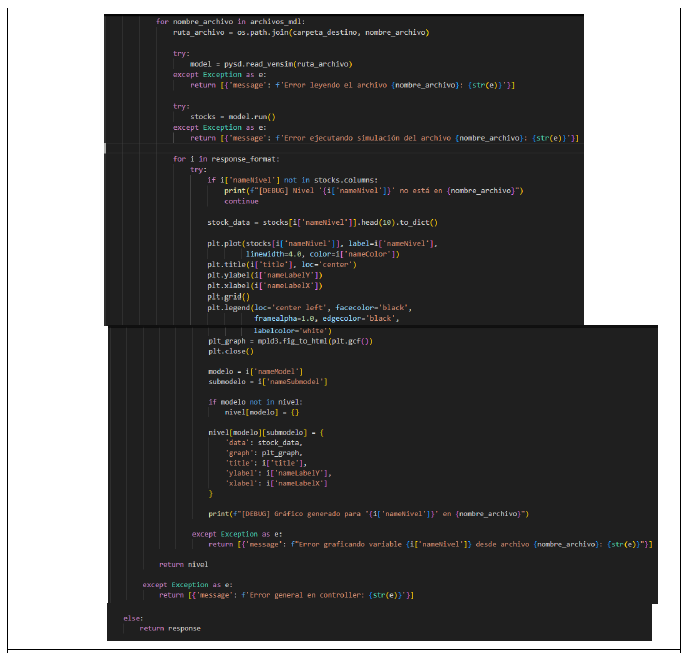 for nombre_archivo in archivos_mdl:
    ruta_archivo = os.path.join(carpeta_destino, nombre_archivo)

    try:
        model = pysd.read_vensim(ruta_archivo)
    except Exception as e:
        return [{'message': f'Error leyendo el archivo {nombre_archivo}: {str(e)}'}]

    try:
        stocks = model.run()
    except Exception as e:
        return [{'message': f'Error ejecutando simulación del archivo {nombre_archivo}: {str(e)}'}]

    for i in response_format:
        try:
            if i['nameNivel'] not in stocks.columns:
                print(f"[DEBUG] Nivel '{i['nameNivel']}' no está en {nombre_archivo}")
                continue

            stock_data = stocks[i['nameNivel']].head(10).to_dict()

            plt.plot(stocks[i['nameNivel']], label=i['nameNivel'],
                     linewidth=4.0, color=i['nameColor'])
            plt.title(i['title'], loc='center')
            plt.ylabel(i['nameLabelY'])
            plt.xlabel(i['nameLabelX'])
            plt.grid()
            plt.legend(loc='center left', facecolor='black',
                       framealpha=1.0, edgecolor='black',
                       labelcolor='white')
            plt_graph = mpld3.fig_to_html(plt.gcf())
            plt.close()

            modelo = i['nameModel']
            submodelo = i['nameSubmodel']

            if modelo not in nivel:
                nivel[modelo] = {}

            nivel[modelo][submodelo] = {
                'data': stock_data,
                'graph': plt_graph,
                'title': i['title'],
                'ylabel': i['nameLabelY'],
                'xlabel': i['nameLabelX']
            }

            print(f"[DEBUG] Gráfico generado para '{i['nameNivel']}' en {nombre_archivo}")

        except Exception as e:
            return [{'message': f"Error graficando variable {i['nameNivel']} desde archivo {nombre_archivo}: {str(e)}"}]

return nivel

except Exception as e:
    return [{'message': f'Error general en controller: {str(e)}'}]

else:
    return response